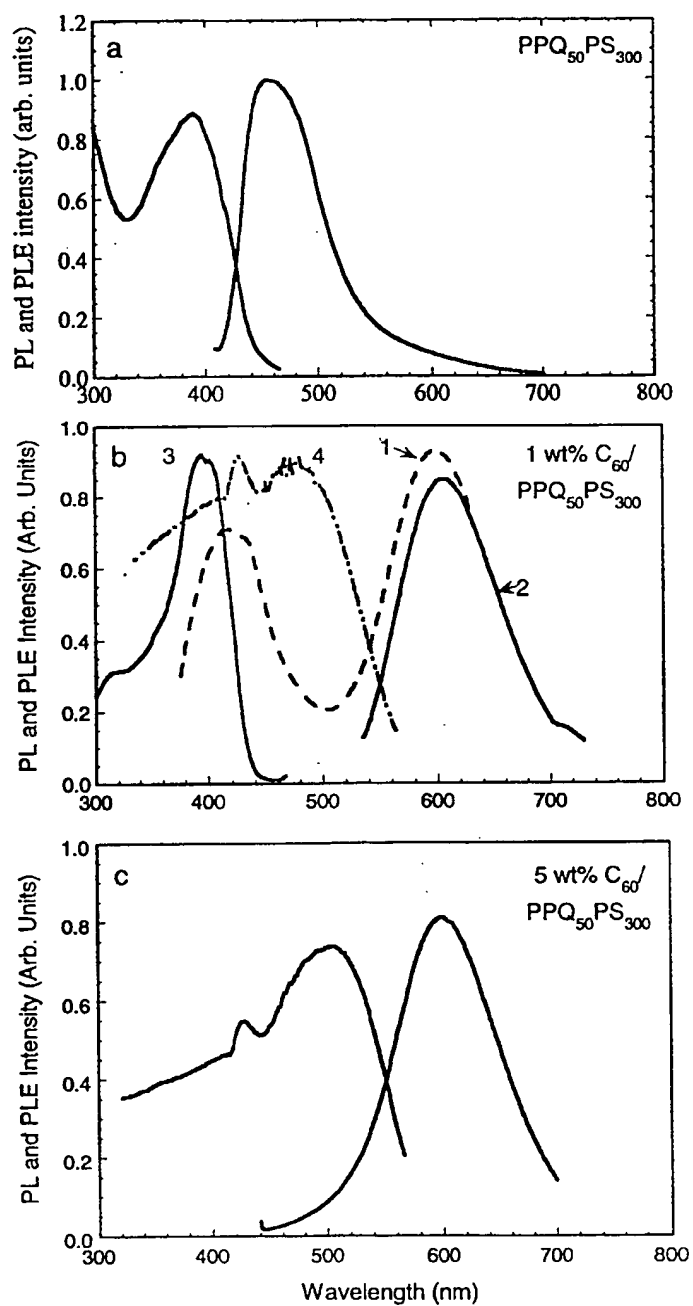 a
PPQ50PS300
PL and PLE intensity (arb. units)
1.2
1.0
0.8
0.6
0.4
0.2
0.0
300 400 500 600 700 800
b
3
4
1
2
1 wt% C60/
PPQ50PS300
PL and PLE Intensity (Arb. Units)
1.0
0.8
0.6
0.4
0.2
0.0
300 400 500 600 700 800
c
5 wt% C60/
PPQ50PS300
PL and PLE Intensity (Arb. Units)
1.0
0.8
0.6
0.4
0.2
0.0
300 400 500 600 700 800
Wavelength (nm)